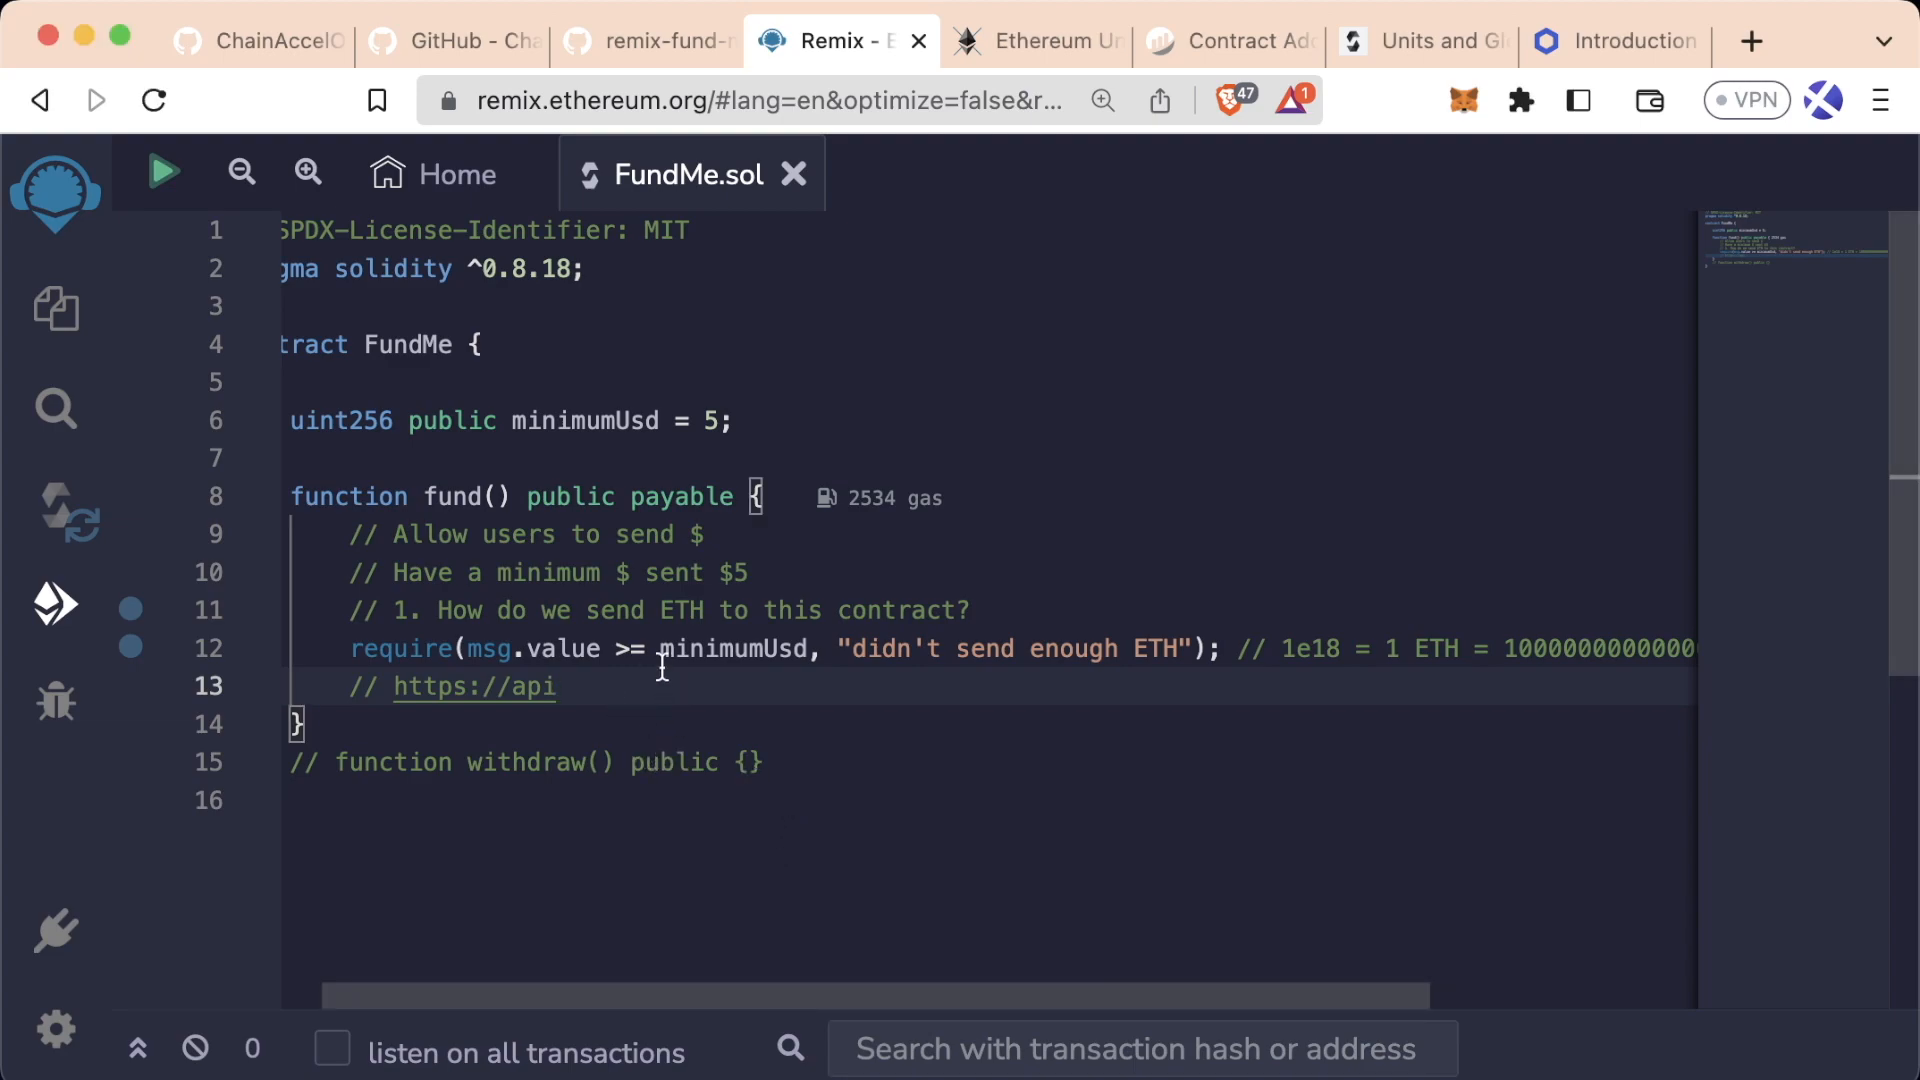 ChainAccelO
GitHub - Cha
remix-fund-n
Remix - E
Ethereum Un
Contract Add
Units and Gl
Introduction
remix.ethereum.org/#lang=en&optimize=false&r...
47
1
VPN
Home
FundMe.sol
1 SPDX-License-Identifier: MIT
2 gma solidity ^0.8.18;
3
4 tract FundMe {
5
6 uint256 public minimumUsd = 5;
7
8 function fund() public payable { 2534 gas
9 // Allow users to send $
10 // Have a minimum $ sent $5
11 // 1. How do we send ETH to this contract?
12 require(msg.value >= minimumUsd, "didn't send enough ETH"); // 1e18 = 1 ETH = 1000000000000
13 // https://api
14 }
15 // function withdraw() public {}
16
0
listen on all transactions
Search with transaction hash or address